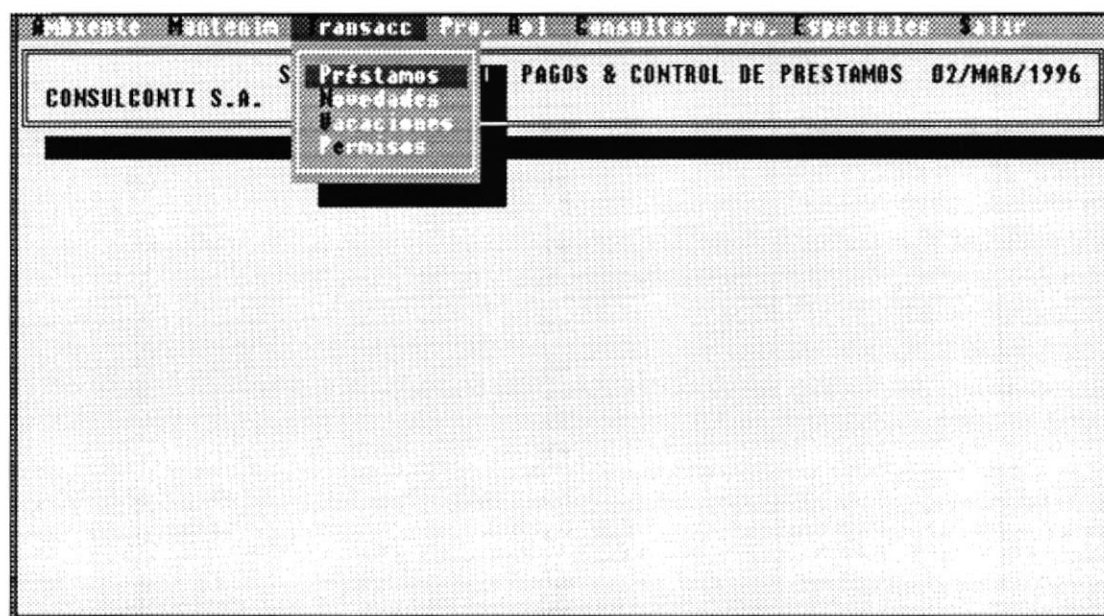 Ambiente Mantenim Transacc Pro. Rol Consultas Pro. Especiales Salir
S PAGOS & CONTROL DE PRESTAMOS 02/MAR/1996
CONSULCONTI S.A.
Préstamos
Novedades
Vacaciones
Permisos